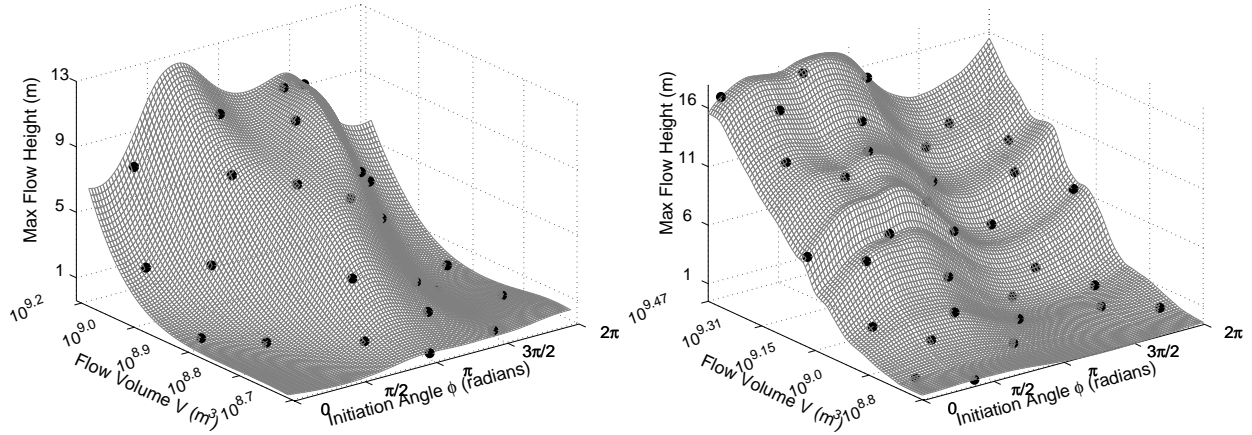 13
9
5
1
Max Flow Height (m)
10^9.2
10^9.0
10^8.9
10^8.8
10^8.7
Flow Volume V (m³)
0
π/2
π
3π/2
2π
Initiation Angle ϕ (radians)
16
11
6
1
Max Flow Height (m)
10^9.47
10^9.31
10^9.15
10^9.0
10^8.8
Flow Volume V (m³)
0
π/2
π
3π/2
2π
Initiation Angle ϕ (radians)